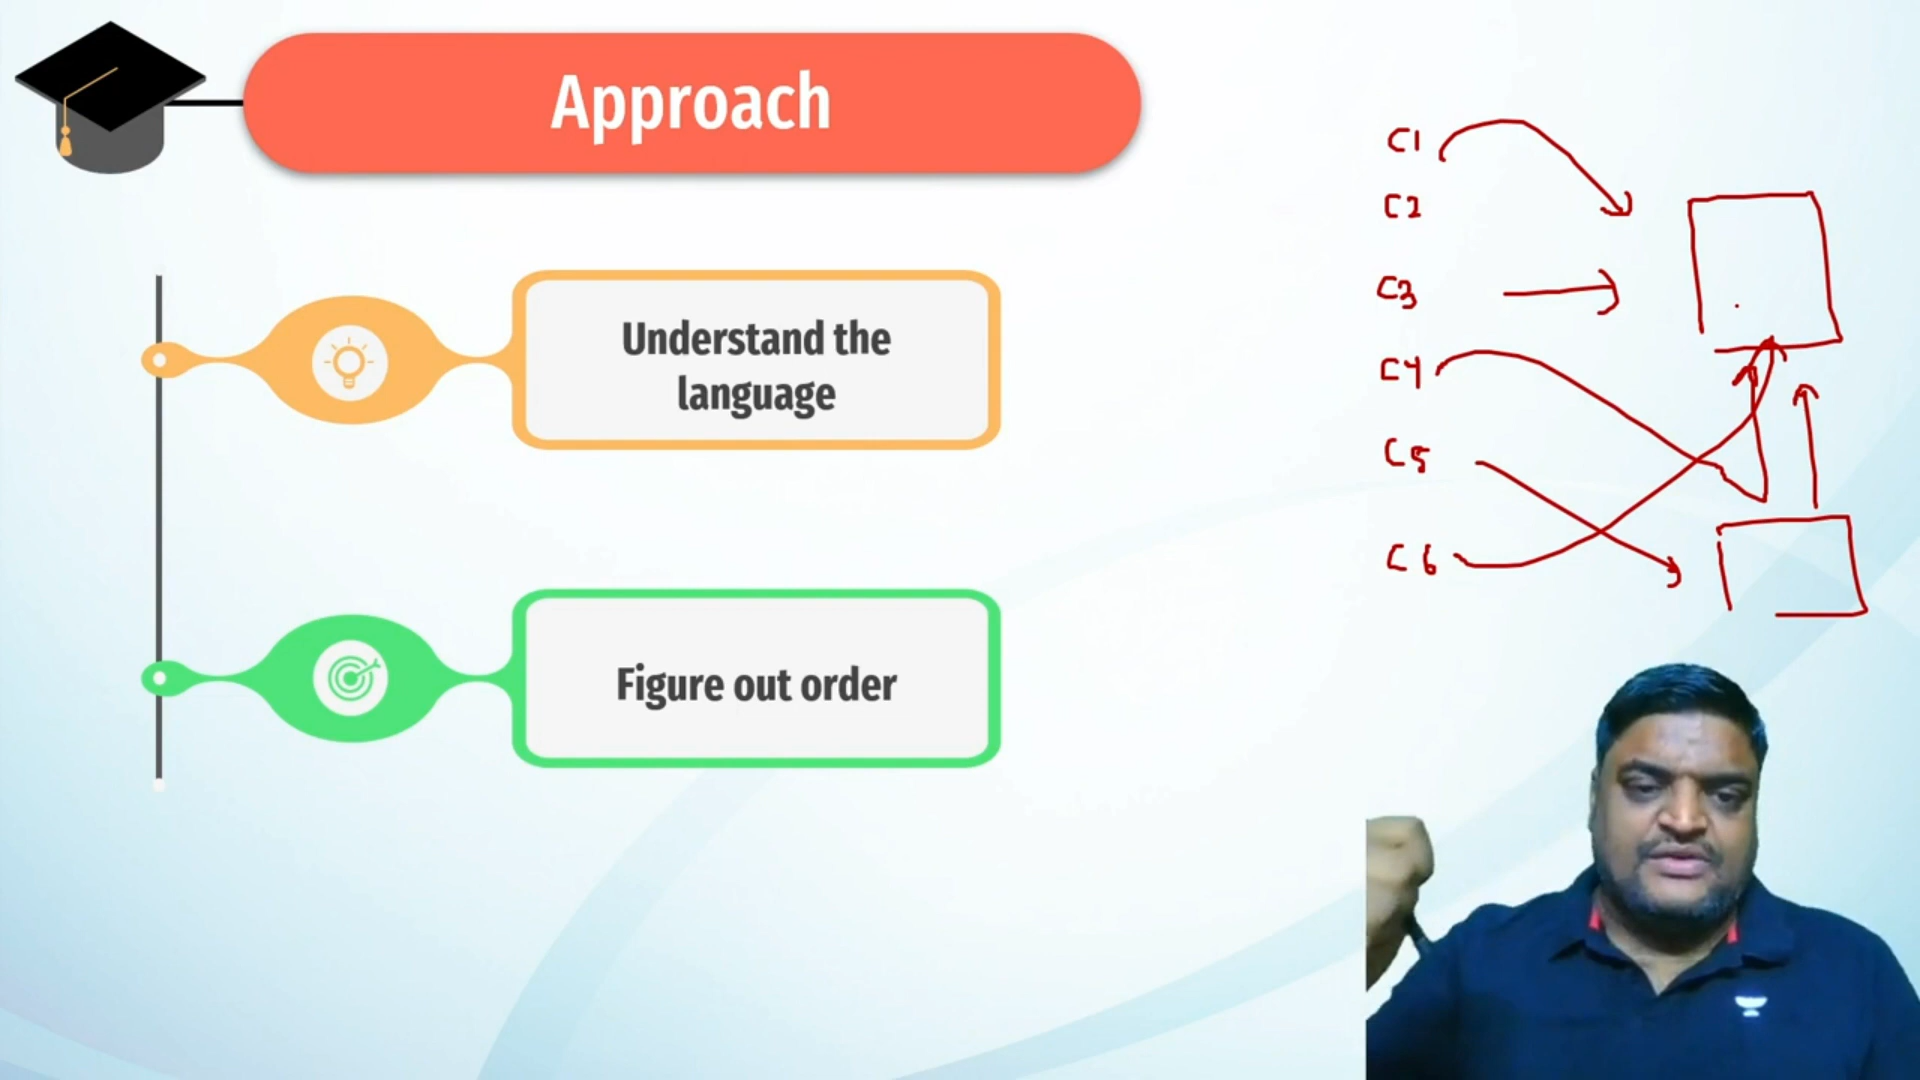 Approach
Understand the
language
Figure out order
C1
C2
C3
C4
C5
C6